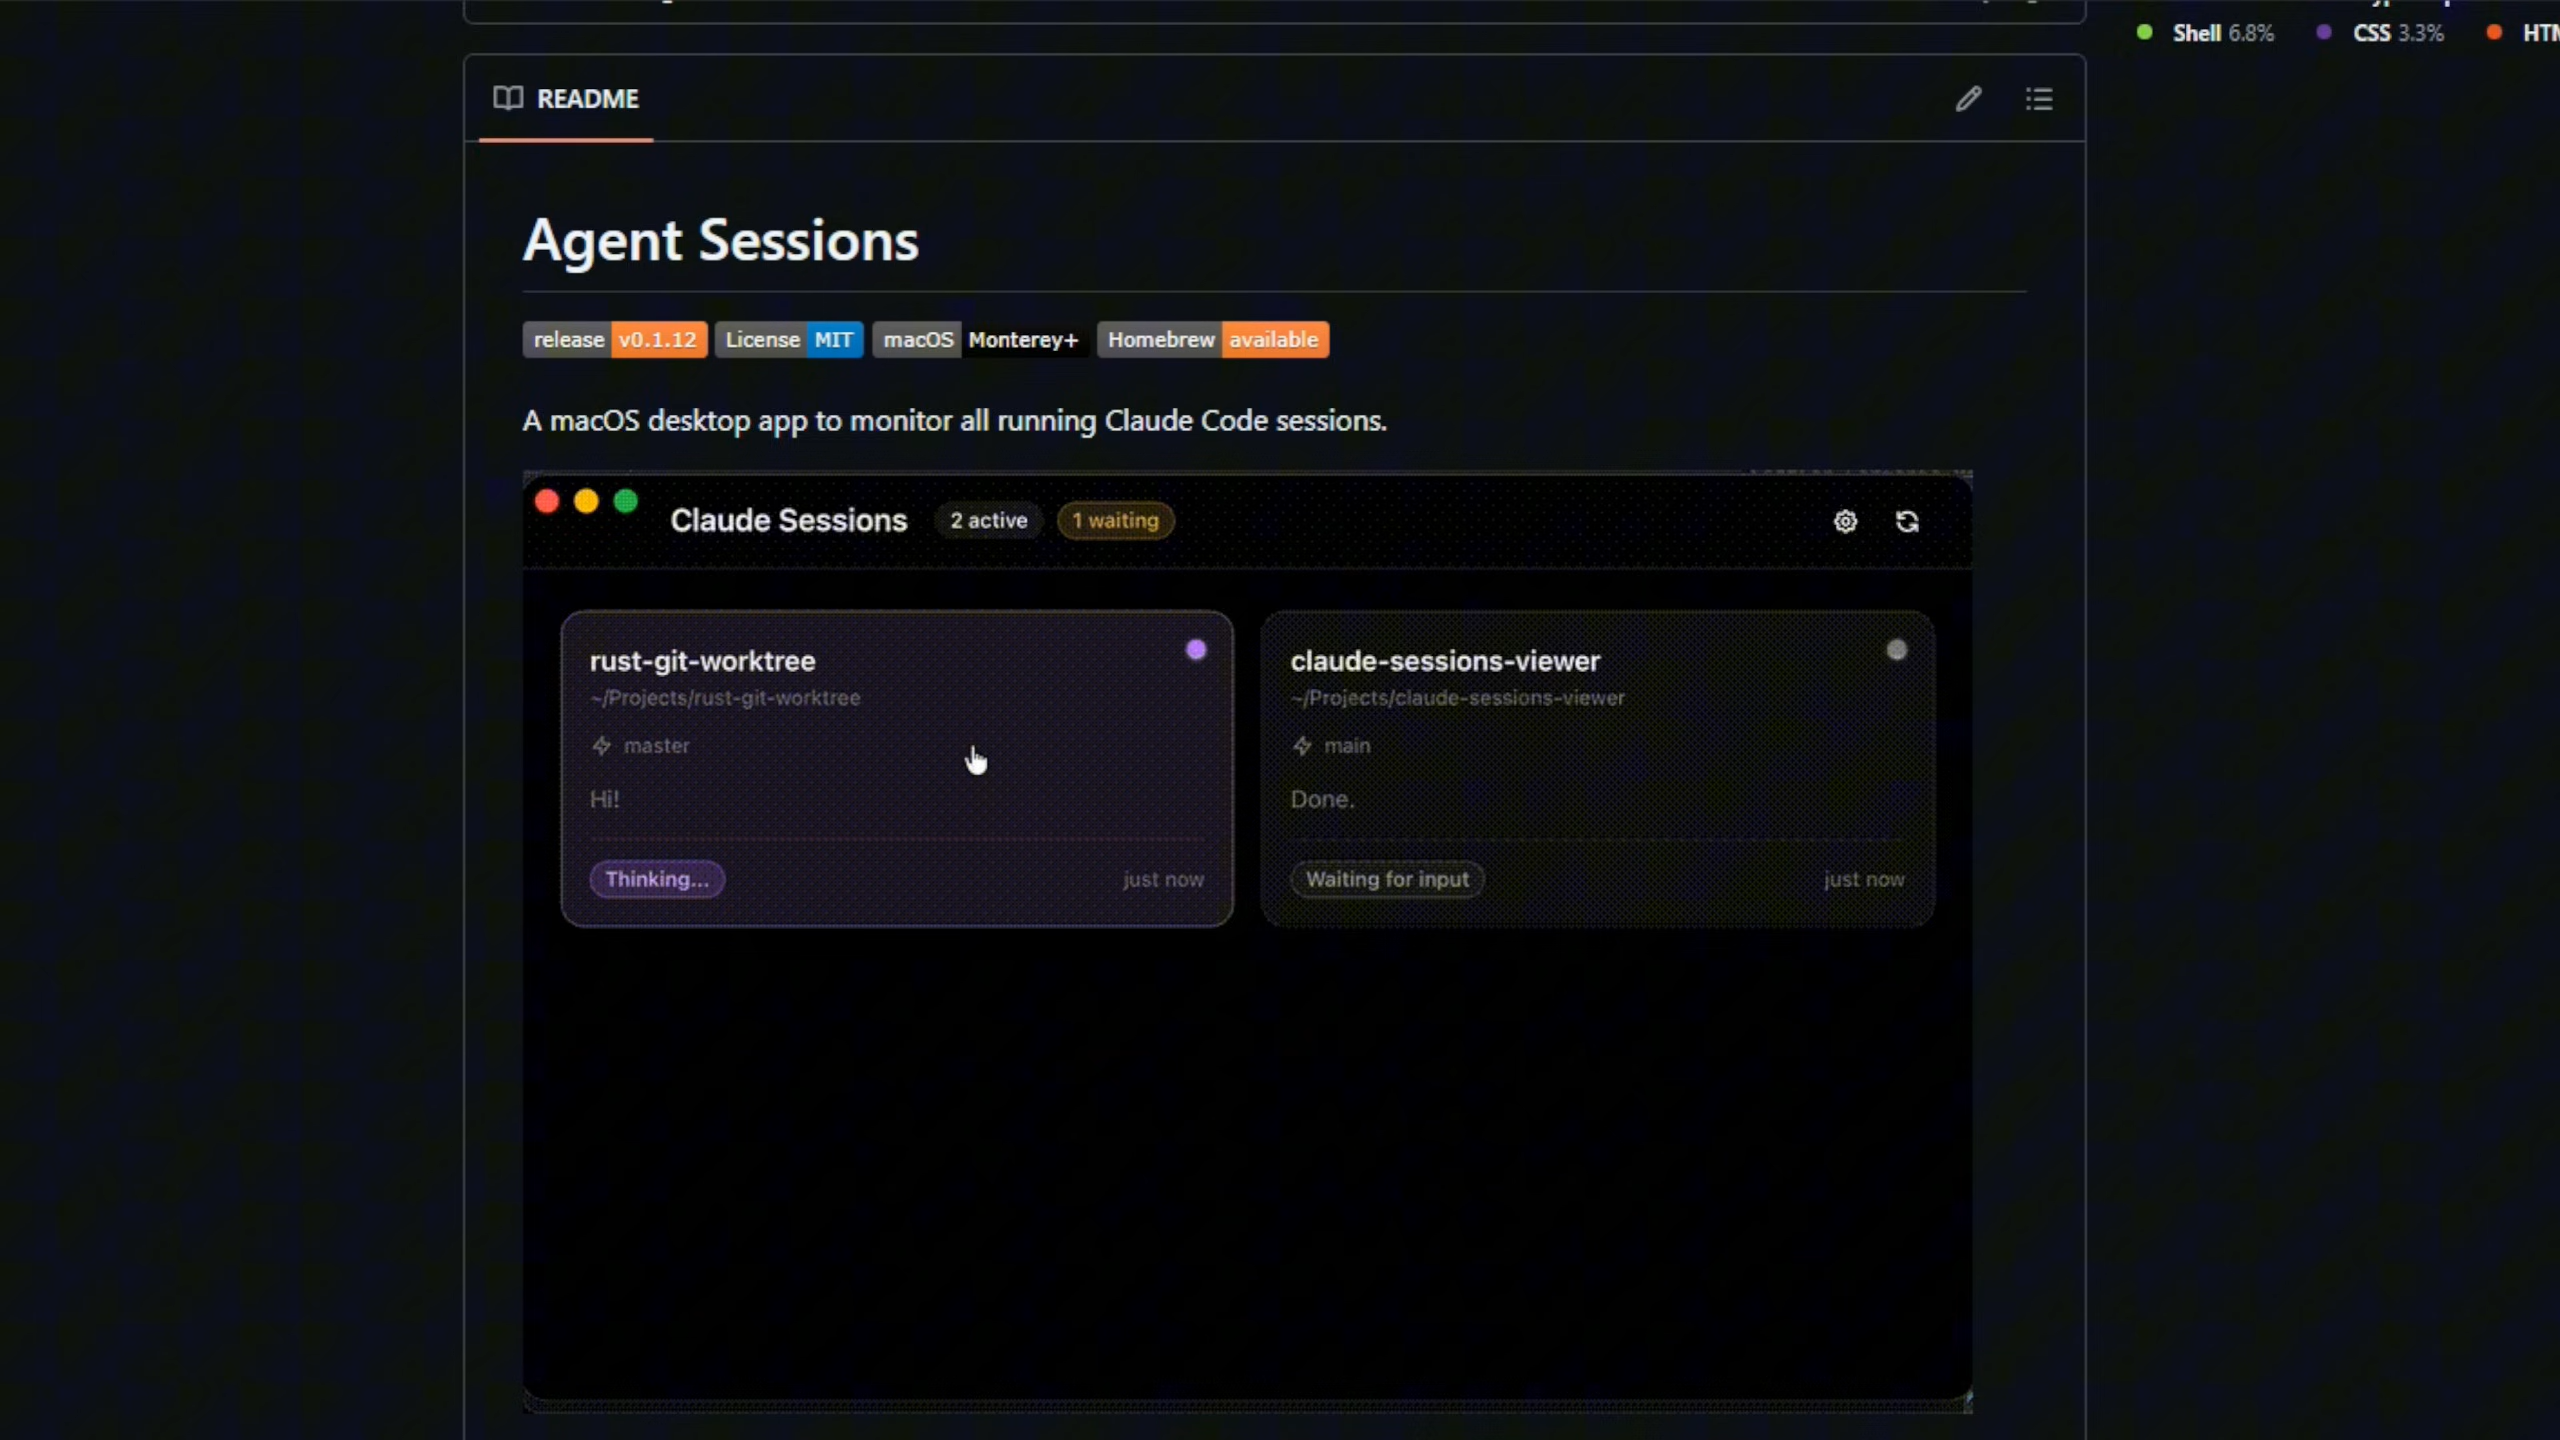 Shell 6.8% CSS 3.3%
README
Agent Sessions
release v0.1.12 License MIT macOS Monterey+ Homebrew available
A macOS desktop app to monitor all running Claude Code sessions.
Claude Sessions 2 active 1 waiting
rust-git-worktree
~/Projects/rust-git-worktree
master
Hi!
Thinking... just now
claude-sessions-viewer
~/Projects/claude-sessions-viewer
main
Done.
Waiting for input just now